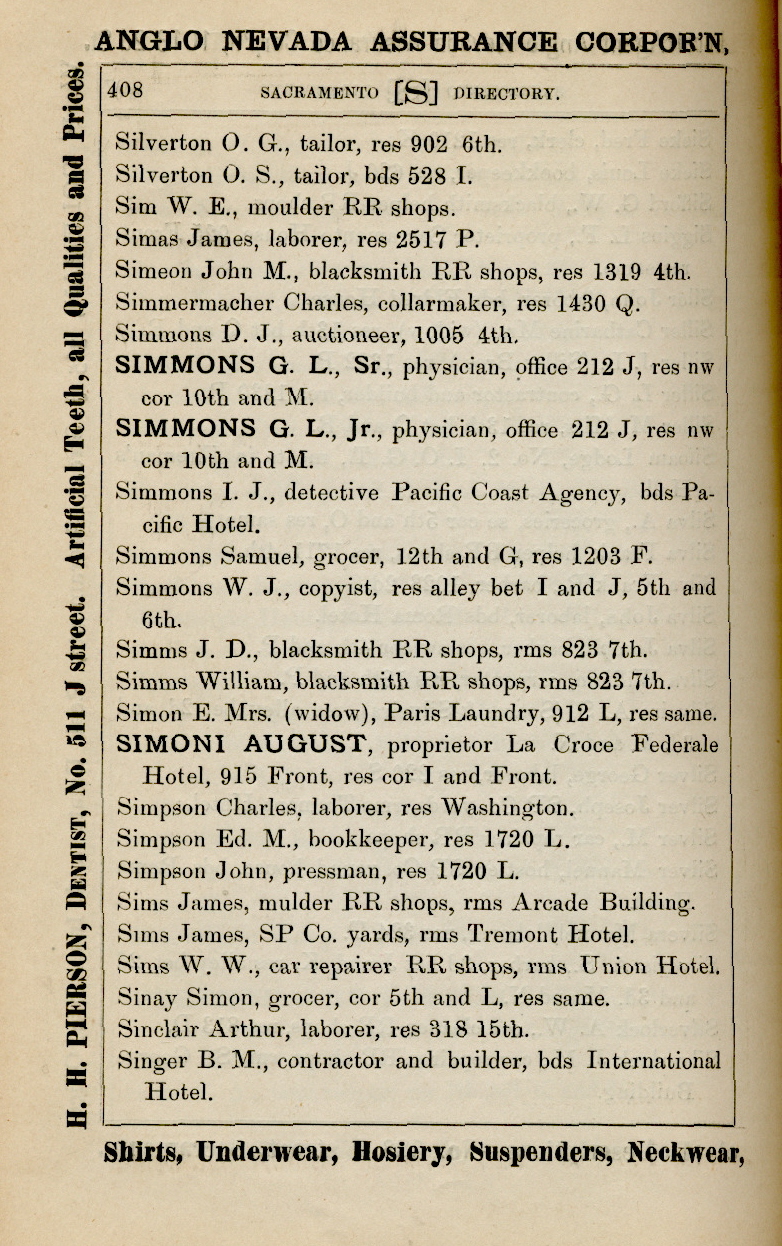 ANGLO NEVADA ASSURANCE CORPOR'N,
408 SACRAMENTO [S] DIRECTORY.
Silverton O. G., tailor, res 902 6th.
Silverton O. S., tailor, bds 528 I.
Sim W. E., moulder RR shops.
Simas James, laborer, res 2517 P.
Simeon John M., blacksmith RR shops, res 1319 4th.
Simmermacher Charles, collarmaker, res 1430 Q.
Simmons D. J., auctioneer, 1005 4th.
SIMMONS G. L., Sr., physician, office 212 J, res nw
cor 10th and M.
SIMMONS G. L., Jr., physician, office 212 J, res nw
cor 10th and M.
Simmons I. J., detective Pacific Coast Agency, bds Pa-
cific Hotel.
Simmons Samuel, grocer, 12th and G, res 1203 F.
Simmons W. J., copyist, res alley bet I and J, 5th and
6th.
Simms J. D., blacksmith RR shops, rms 823 7th.
Simms William, blacksmith RR shops, rms 823 7th.
Simon E. Mrs. (widow), Paris Laundry, 912 L, res same.
SIMONI AUGUST, proprietor La Croce Federale
Hotel, 915 Front, res cor I and Front.
Simpson Charles, laborer, res Washington.
Simpson Ed. M., bookkeeper, res 1720 L.
Simpson John, pressman, res 1720 L.
Sims James, mulder RR shops, rms Arcade Building.
Sims James, SP Co. yards, rms Tremont Hotel.
Sims W. W., car repairer RR shops, rms Union Hotel.
Sinay Simon, grocer, cor 5th and L, res same.
Sinclair Arthur, laborer, res 318 15th.
Singer B. M., contractor and builder, bds International
Hotel.
Shirts, Underwear, Hosiery, Suspenders, Neckwear,
H. H. PIERSON, DENTIST, No. 511 J street. Artificial Teeth, all Qualities and Prices.